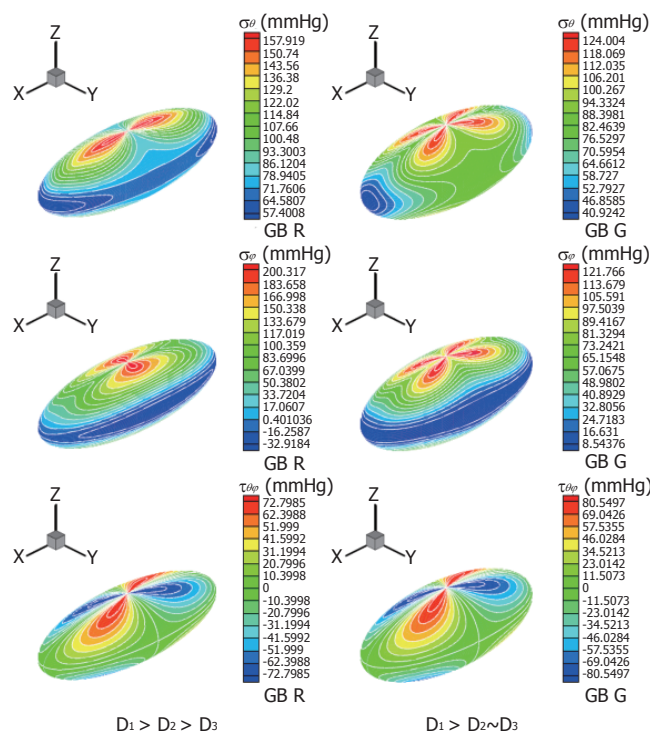 σθ (mmHg)
157.919
150.74
143.56
136.38
129.2
122.02
114.84
107.66
100.48
93.3003
86.1204
78.9405
71.7606
64.5807
57.4008
GB R
Z
X
Y
σθ (mmHg)
124.004
118.069
112.035
106.201
100.267
94.3324
88.3981
82.4639
76.5297
70.5954
64.6612
58.727
52.7927
46.8585
40.9242
GB G
Z
X
Y
σφ (mmHg)
200.317
183.658
166.998
150.338
133.679
117.019
100.359
83.6996
67.0399
50.3802
33.7204
17.0607
0.401036
-16.2587
-32.9184
GB R
Z
X
Y
σφ (mmHg)
121.766
113.679
105.591
97.5039
89.4167
81.3294
73.2421
65.1548
57.0675
48.9802
40.8929
32.8056
24.7183
16.631
8.54376
GB G
Z
X
Y
τθφ (mmHg)
72.7985
62.3985
51.999
41.5992
31.1994
20.7996
10.3998
0
-10.3998
-20.7996
-31.1994
-41.5992
-51.999
-62.3988
-72.7985
GB R
Z
X
Y
τθφ (mmHg)
80.5497
69.0426
57.5355
46.0284
34.5213
23.0142
11.5073
0
-11.5073
-23.0142
-34.5213
-46.0284
-57.5355
-69.0426
-80.5497
GB G
Z
X
Y
D1 > D2 > D3
D1 > D2~D3